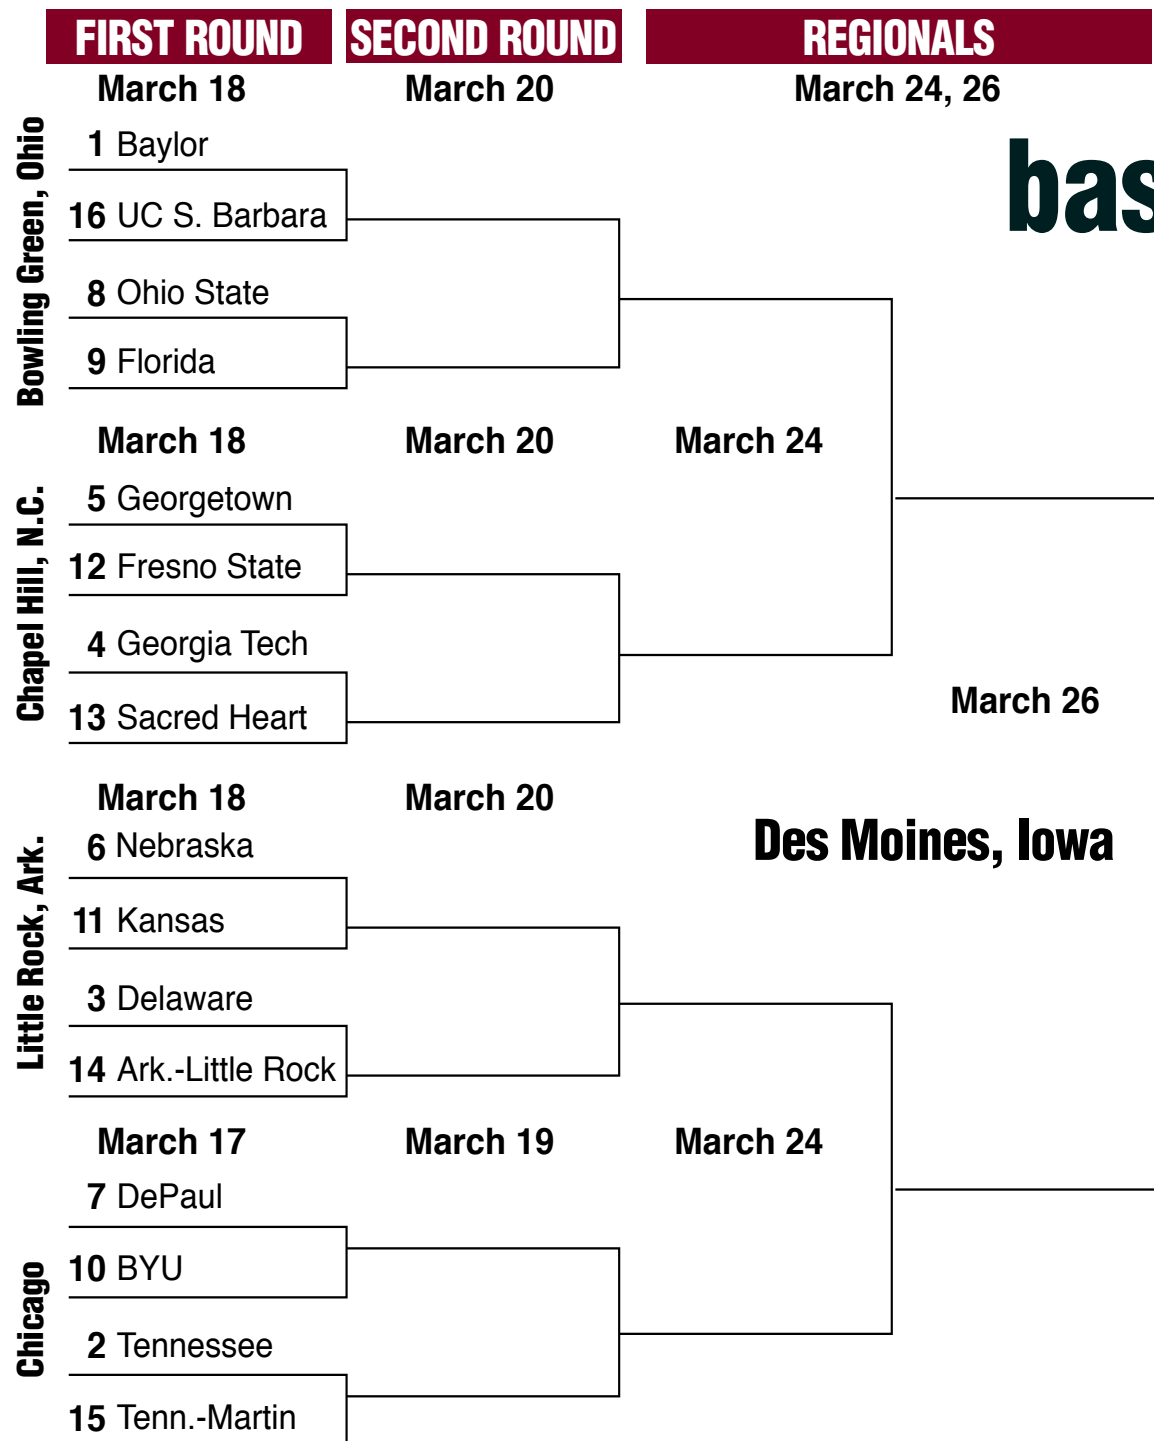 FIRST ROUND SECOND ROUND REGIONALS
March 18 March 20 March 24, 26
Bowling Green, Ohio
1 Baylor
bas
16 UC S. Barbara
8 Ohio State
9 Florida
March 18 March 20 March 24
Chapel Hill, N.C.
5 Georgetown
12 Fresno State
4 Georgia Tech
13 Sacred Heart
March 26
March 18 March 20
Des Moines, Iowa
Little Rock, Ark.
6 Nebraska
11 Kansas
3 Delaware
14 Ark.-Little Rock
March 17 March 19 March 24
Chicago
7 DePaul
10 BYU
2 Tennessee
15 Tenn.-Martin